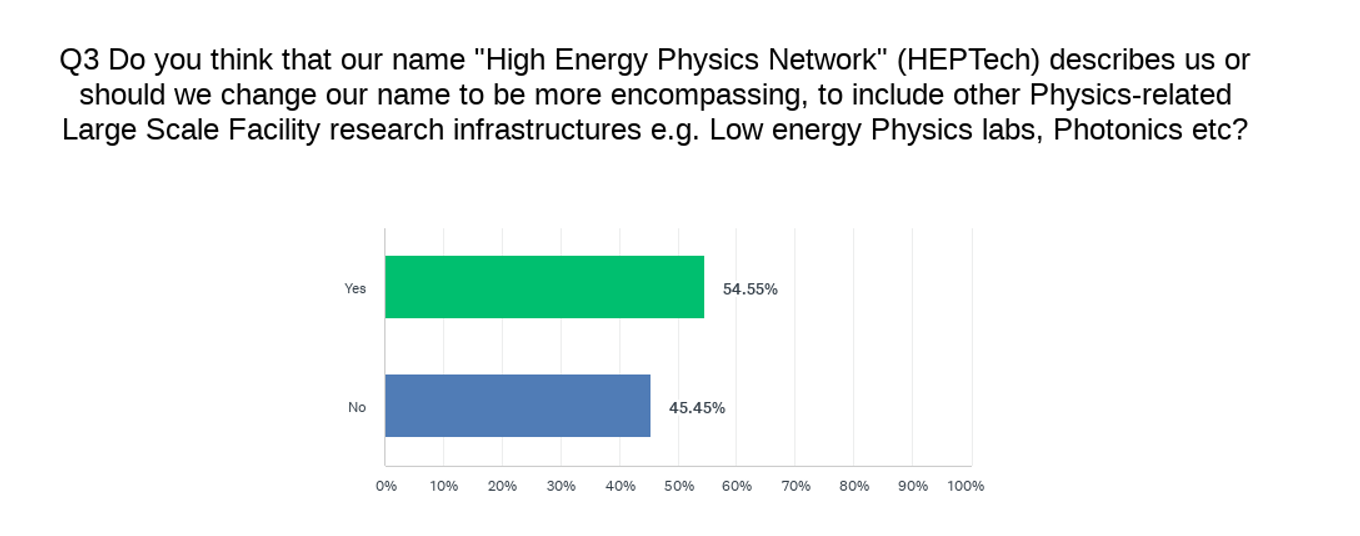 Q3 Do you think that our name "High Energy Physics Network" (HEPTech) describes us or
should we change our name to be more encompassing, to include other Physics-related
Large Scale Facility research infrastructures e.g. Low energy Physics labs, Photonics etc?
Yes 54.55%
No 45.45%
0% 10% 20% 30% 40% 50% 60% 70% 80% 90% 100%